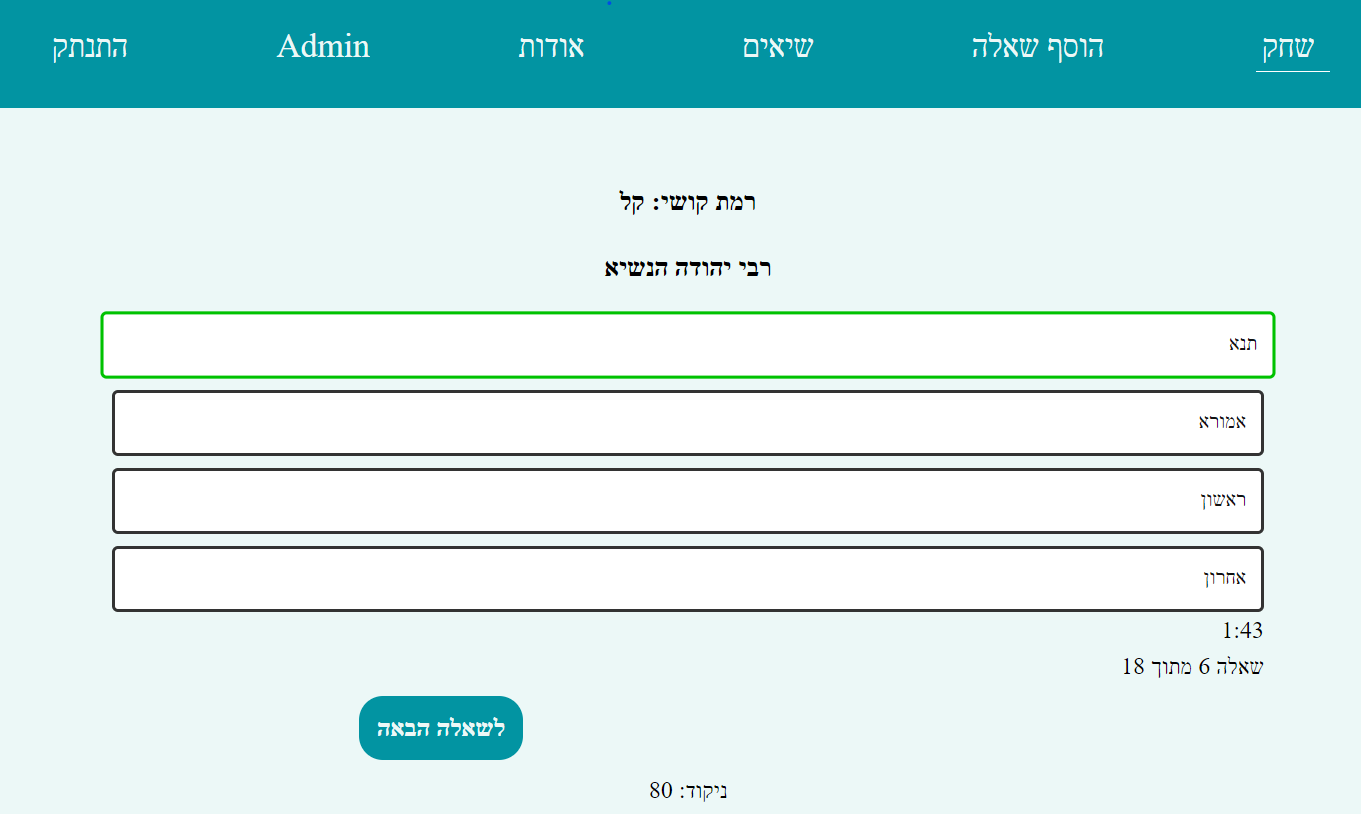 שחק הוסף שאלה שיאים אודות Admin התנתק
רמת קושי: קל
רבי יהודה הנשיא
תנא
אמורא
ראשון
אחרון
1:43
שאלה 6 מתוך 18
לשאלה הבאה
ניקוד: 80